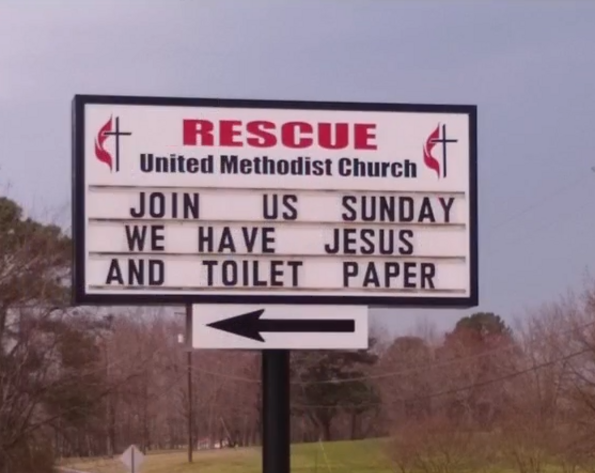 RESCUE
United Methodist Church
JOIN US SUNDAY
WE HAVE JESUS
AND TOILET PAPER